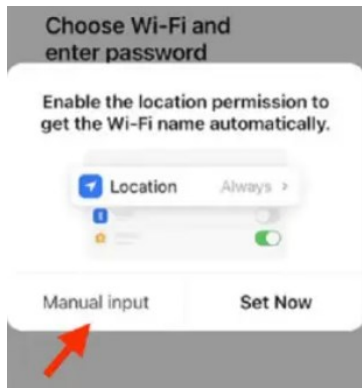 Choose Wi-Fi and
enter password
Enable the location permission to
get the Wi-Fi name automatically.
Location Always >
Manual input Set Now